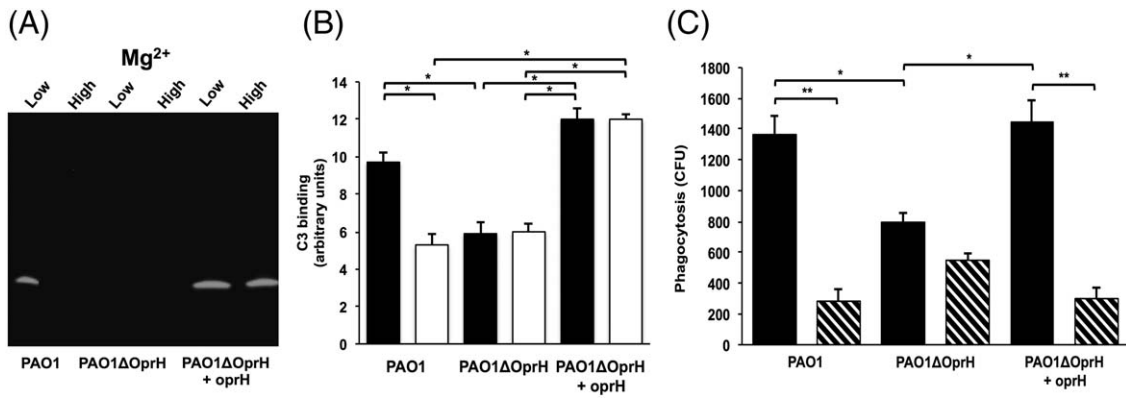 (A)
Mg²⁺
Low High Low High Low High
PAO1 PAO1ΔOprH PAO1ΔOprH
+ oprH
(B)
* * * * * * *
14
12
10
8
6
4
2
0
C3 binding
(arbitrary units)
PAO1 PAO1ΔOprH PAO1ΔOprH
+ oprH
(C)
* * ** **
1800
1600
1400
1200
1000
800
600
400
200
0
Phagocytosis (CFU)
PAO1 PAO1ΔOprH PAO1ΔOprH
+ oprH